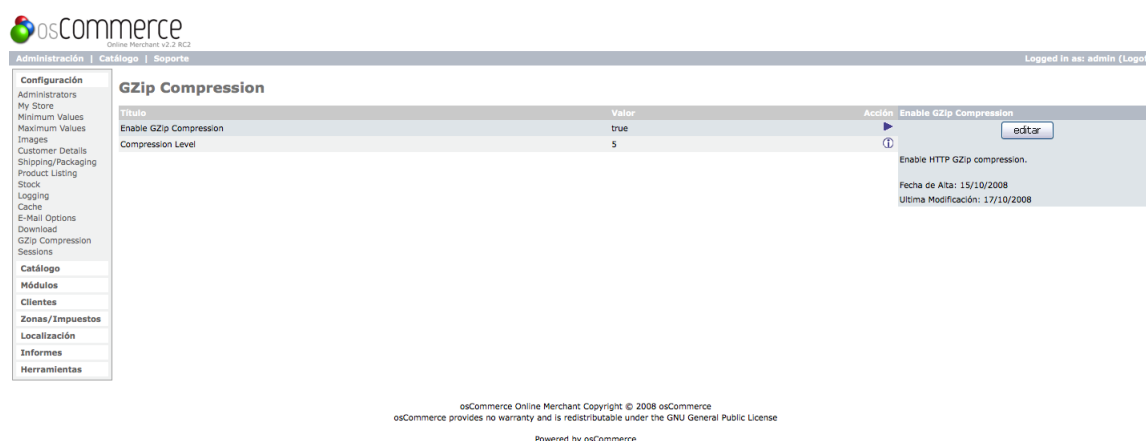 osCommerce
Online Merchant v2.2 RC2
Administración | Catálogo | Soporte
Logged in as: admin (Logof
Configuración
Administrators
My Store
Minimum Values
Maximum Values
Images
Customer Details
Shipping/Packaging
Product Listing
Stock
Logging
Cache
E-Mail Options
Download
GZip Compression
Sessions
Catálogo
Módulos
Clientes
Zonas/Impuestos
Localización
Informes
Herramientas
GZip Compression
Título Valor Acción
Enable GZip Compression true
Compression Level 5
Enable GZip Compression
editar
Enable HTTP GZip compression.
Fecha de Alta: 15/10/2008
Ultima Modificación: 17/10/2008
osCommerce Online Merchant Copyright © 2008 osCommerce
osCommerce provides no warranty and is redistributable under the GNU General Public License
Powered by osCommerce